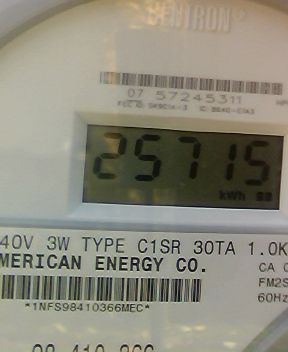 CENTRON®
07 57245311
25715
kWh
40V 3W TYPE C1SR 30TA 1.0K
MERICAN ENERGY CO.
CA 0
FM2S
60Hz
*1NFS98410366MEC*